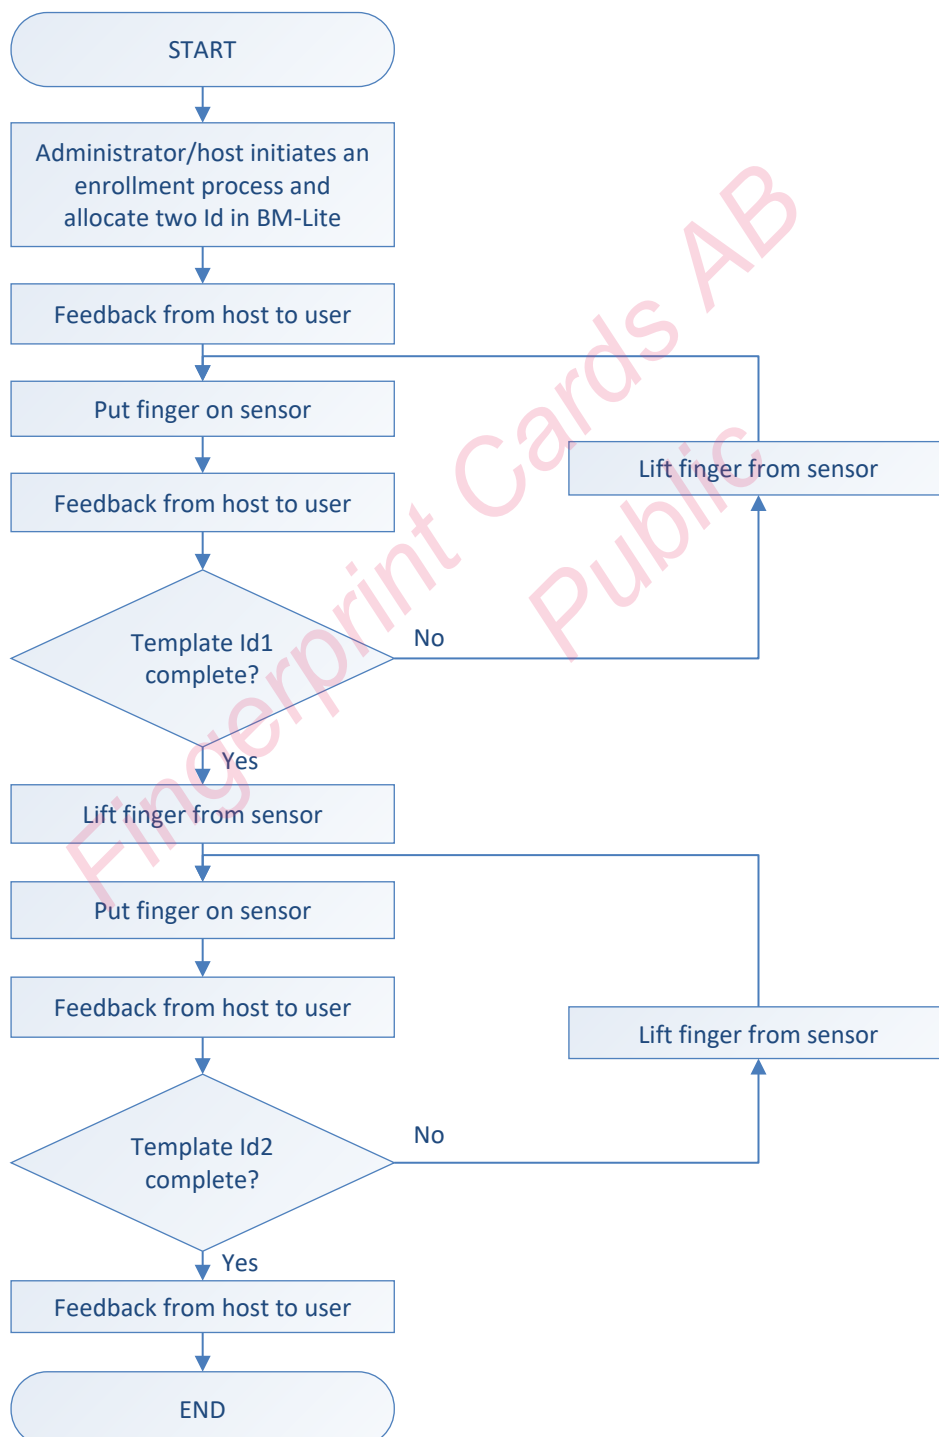 START
Administrator/host initiates an
enrollment process and
allocate two Id in BM-Lite
Feedback from host to user
Put finger on sensor
Lift finger from sensor
Feedback from host to user
Template Id1
complete?
No
Yes
Lift finger from sensor
Put finger on sensor
Feedback from host to user
Lift finger from sensor
Template Id2
complete?
No
Yes
Feedback from host to user
END
Fingerprint Cards AB
Public